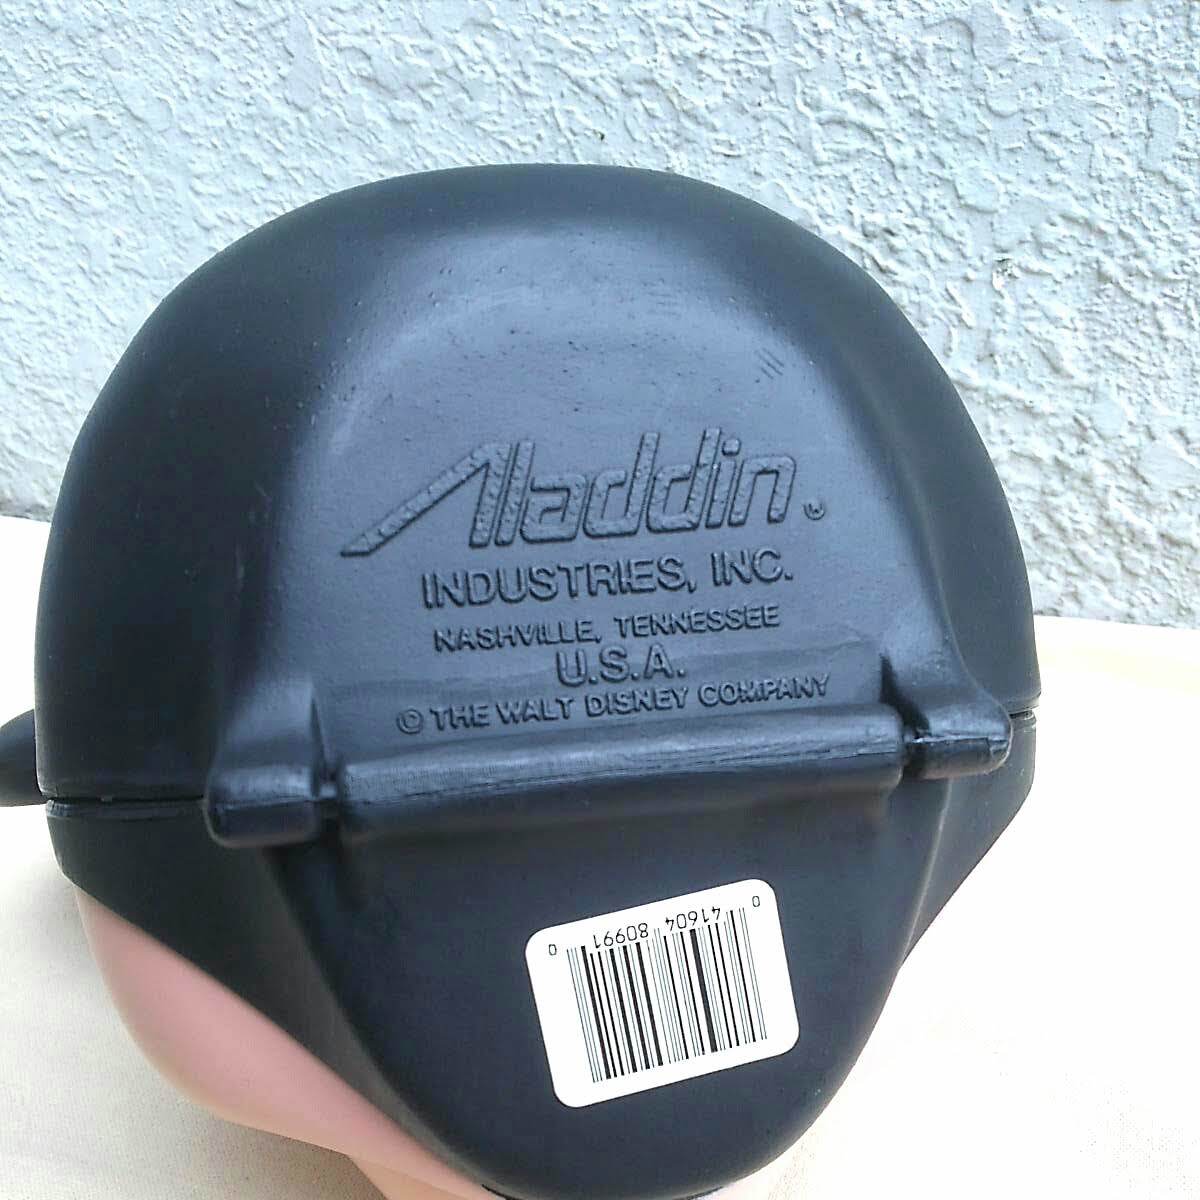 Aladdin®
INDUSTRIES, INC.
NASHVILLE, TENNESSEE
U.S.A.
© THE WALT DISNEY COMPANY
0 41604 80991 0